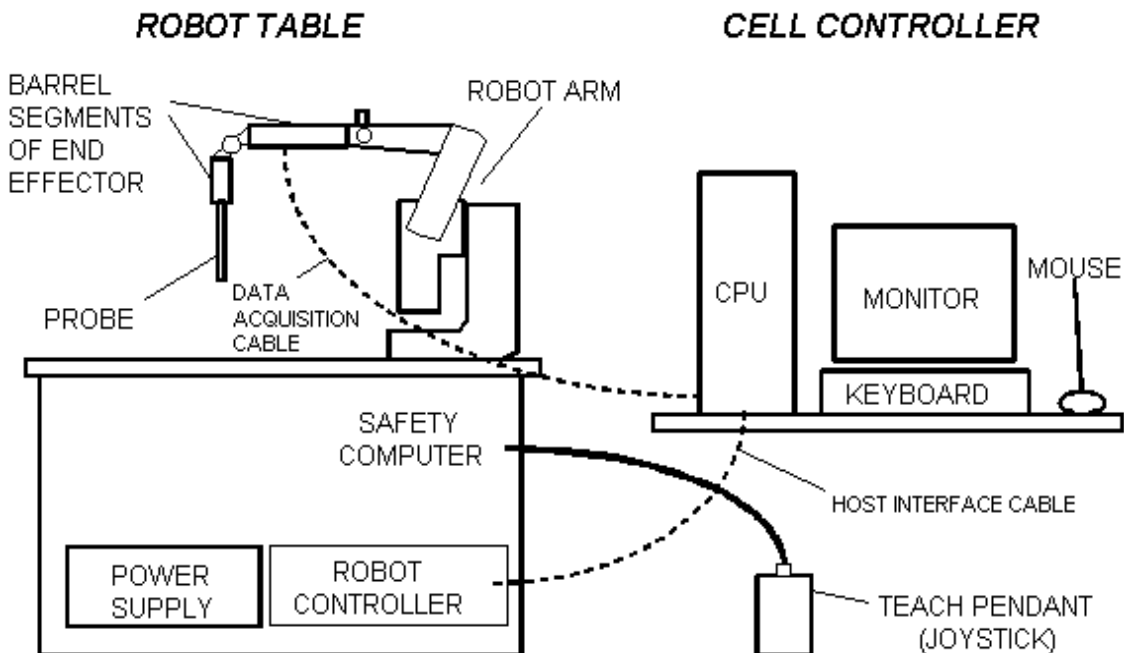 ROBOT TABLE
CELL CONTROLLER
BARREL
SEGMENTS
OF END
EFFECTOR
ROBOT ARM
PROBE
DATA
ACQUISITION
CABLE
CPU
MONITOR
MOUSE
KEYBOARD
SAFETY
COMPUTER
HOST INTERFACE CABLE
POWER
SUPPLY
ROBOT
CONTROLLER
TEACH PENDANT
(JOYSTICK)